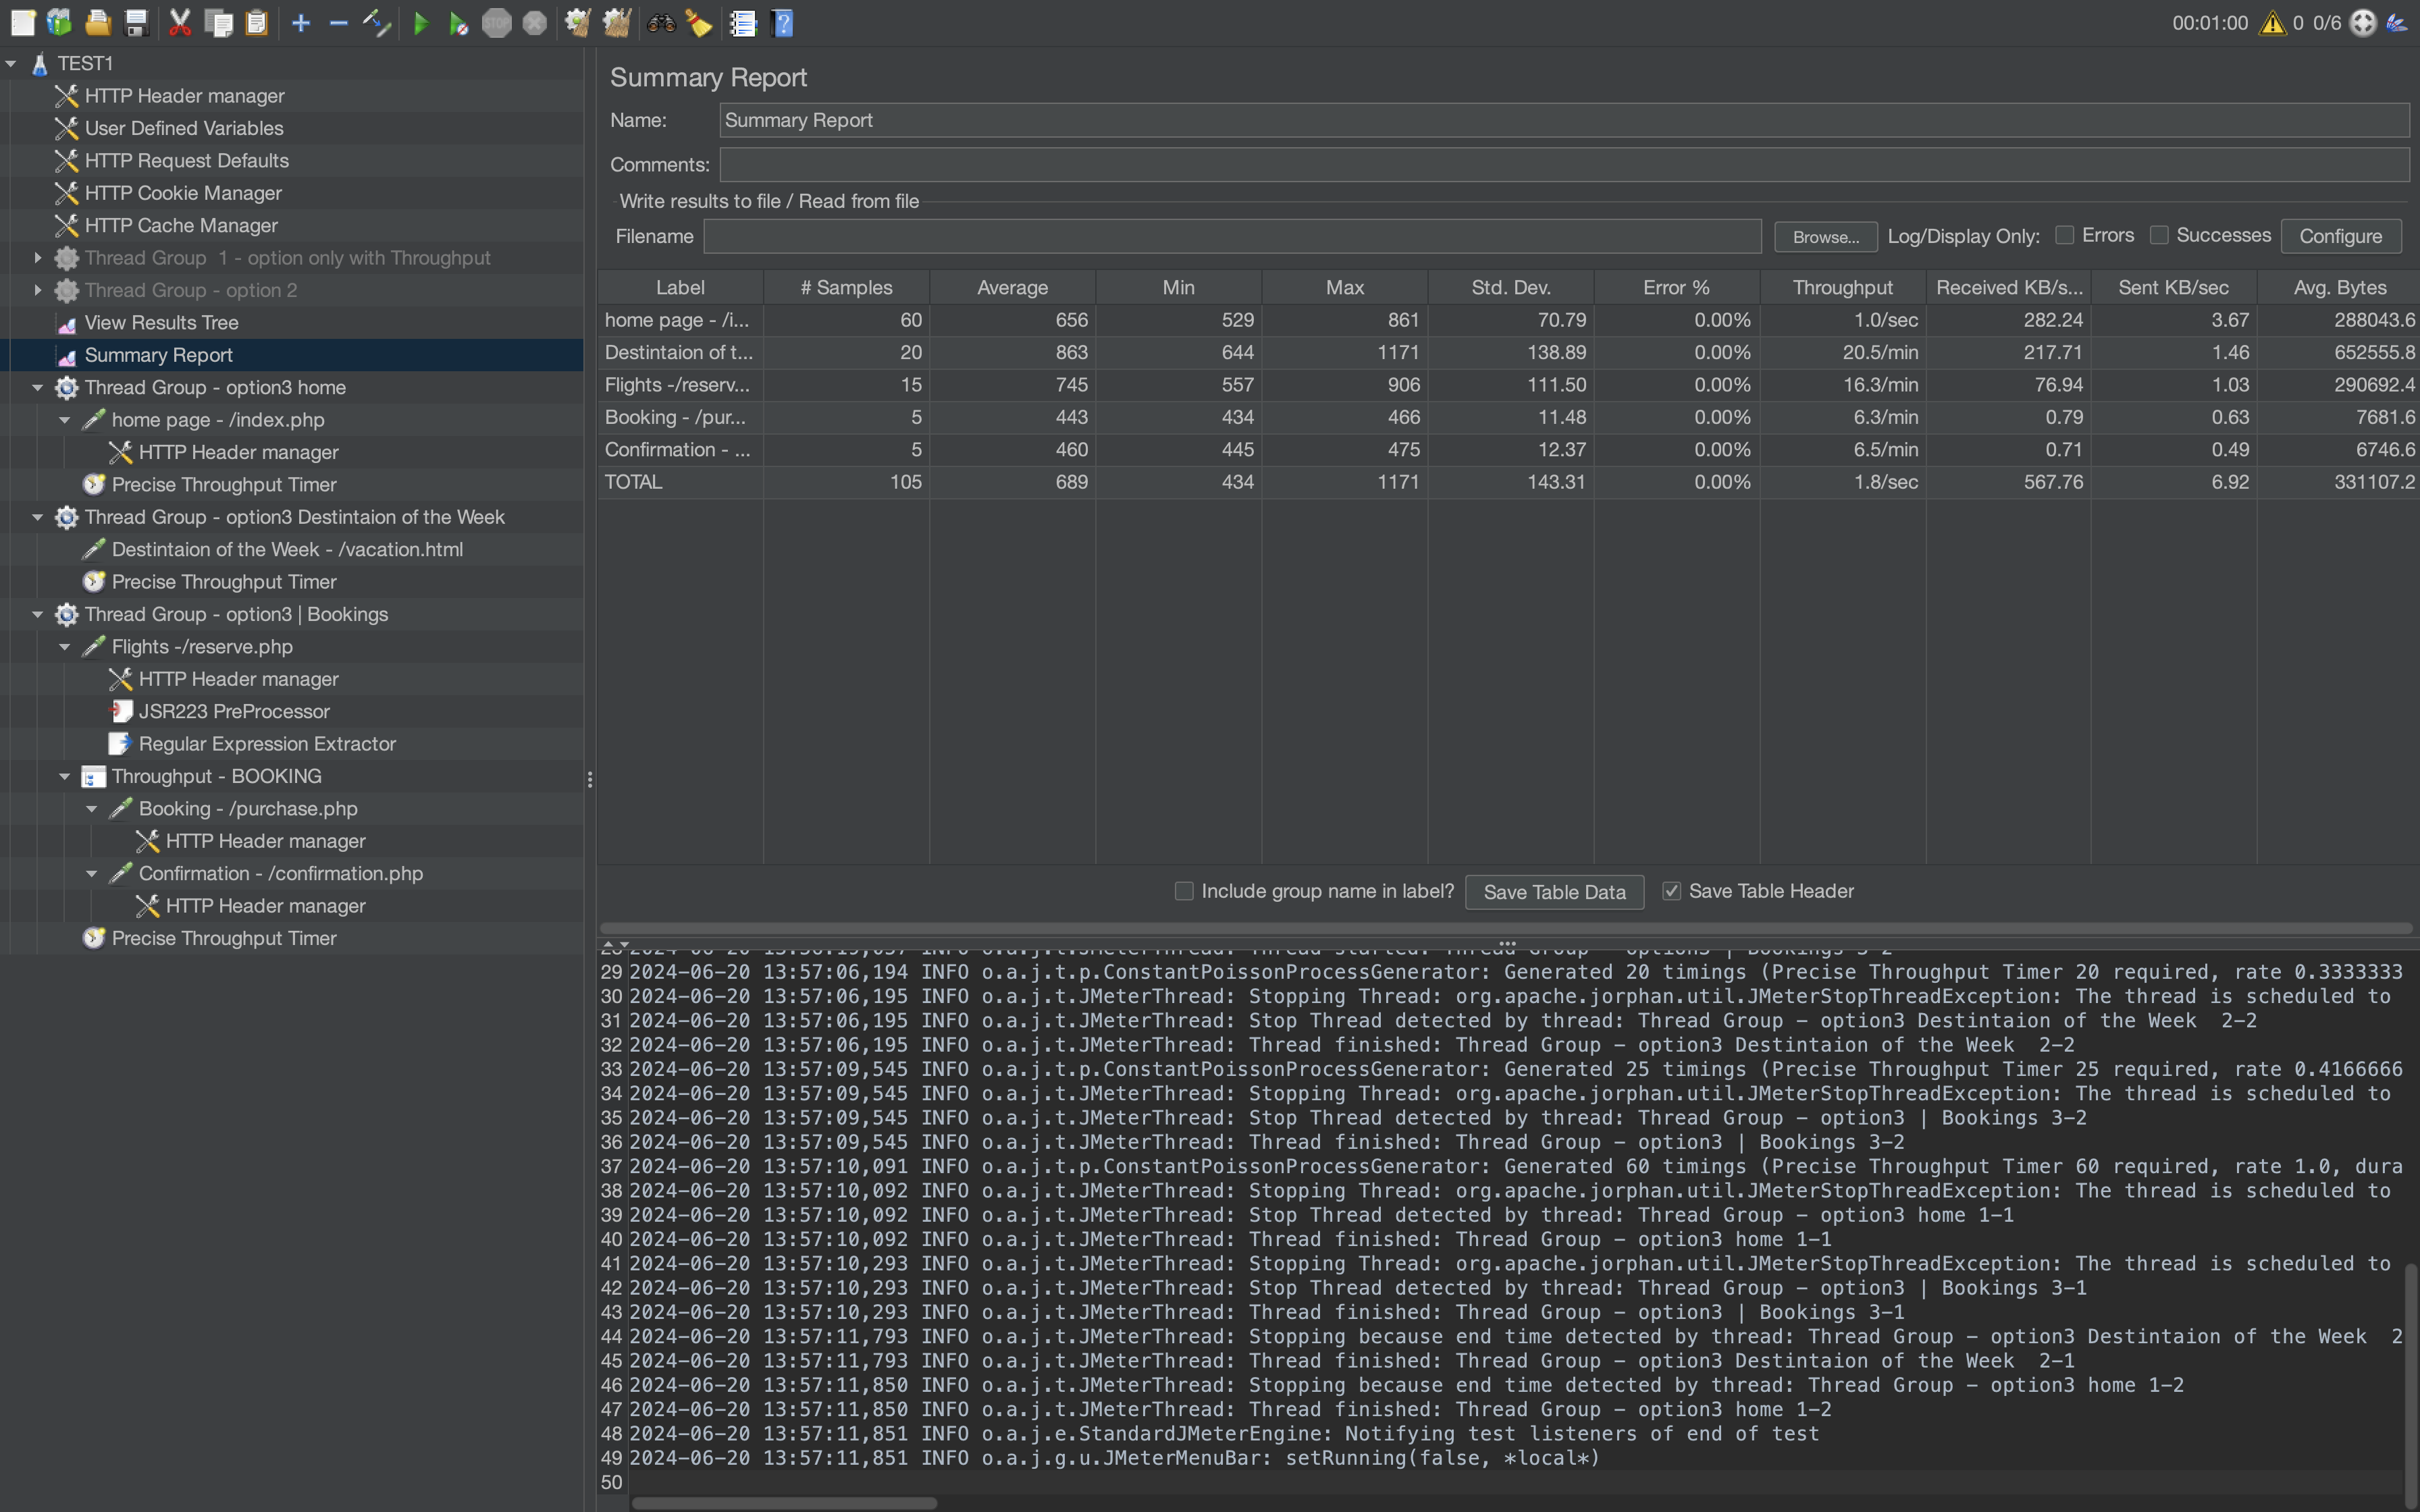 STOP
00:01:00 0 0/6
TEST1
HTTP Header manager
User Defined Variables
HTTP Request Defaults
HTTP Cookie Manager
HTTP Cache Manager
Thread Group 1 - option only with Throughput
Thread Group - option 2
View Results Tree
Summary Report
Thread Group - option3 home
home page - /index.php
HTTP Header manager
Precise Throughput Timer
Thread Group - option3 Destintaion of the Week
Destintaion of the Week - /vacation.html
Precise Throughput Timer
Thread Group - option3 | Bookings
Flights -/reserve.php
HTTP Header manager
JSR223 PreProcessor
Regular Expression Extractor
Throughput - BOOKING
Booking - /purchase.php
HTTP Header manager
Confirmation - /confirmation.php
HTTP Header manager
Precise Throughput Timer
Summary Report
Name: Summary Report
Comments:
Write results to file / Read from file
Filename Browse... Log/Display Only: Errors Successes Configure
Label # Samples Average Min Max Std. Dev. Error % Throughput Received KB/s... Sent KB/sec Avg. Bytes
home page - /i... 60 656 529 861 70.79 0.00% 1.0/sec 282.24 3.67 288043.6
Destintaion of t... 20 863 644 1171 138.89 0.00% 20.5/min 217.71 1.46 652555.8
Flights -/reserv... 15 745 557 906 111.50 0.00% 16.3/min 76.94 1.03 290692.4
Booking - /pur... 5 443 434 466 11.48 0.00% 6.3/min 0.79 0.63 7681.6
Confirmation - ... 5 460 445 475 12.37 0.00% 6.5/min 0.71 0.49 6746.6
TOTAL 105 689 434 1171 143.31 0.00% 1.8/sec 567.76 6.92 331107.2
Include group name in label? Save Table Data Save Table Header
29 2024-06-20 13:57:06,194 INFO o.a.j.t.p.ConstantPoissonProcessGenerator: Generated 20 timings (Precise Throughput Timer 20 required, rate 0.3333333
30 2024-06-20 13:57:06,195 INFO o.a.j.t.JMeterThread: Stopping Thread: org.apache.jorphan.util.JMeterStopThreadException: The thread is scheduled to
31 2024-06-20 13:57:06,195 INFO o.a.j.t.JMeterThread: Stop Thread detected by thread: Thread Group - option3 Destintaion of the Week  2-2
32 2024-06-20 13:57:06,195 INFO o.a.j.t.JMeterThread: Thread finished: Thread Group - option3 Destintaion of the Week  2-2
33 2024-06-20 13:57:09,545 INFO o.a.j.t.p.ConstantPoissonProcessGenerator: Generated 25 timings (Precise Throughput Timer 25 required, rate 0.4166666
34 2024-06-20 13:57:09,545 INFO o.a.j.t.JMeterThread: Stopping Thread: org.apache.jorphan.util.JMeterStopThreadException: The thread is scheduled to
35 2024-06-20 13:57:09,545 INFO o.a.j.t.JMeterThread: Stop Thread detected by thread: Thread Group - option3 | Bookings 3-2
36 2024-06-20 13:57:09,545 INFO o.a.j.t.JMeterThread: Thread finished: Thread Group - option3 | Bookings 3-2
37 2024-06-20 13:57:10,091 INFO o.a.j.t.p.ConstantPoissonProcessGenerator: Generated 60 timings (Precise Throughput Timer 60 required, rate 1.0, dura
38 2024-06-20 13:57:10,092 INFO o.a.j.t.JMeterThread: Stopping Thread: org.apache.jorphan.util.JMeterStopThreadException: The thread is scheduled to
39 2024-06-20 13:57:10,092 INFO o.a.j.t.JMeterThread: Stop Thread detected by thread: Thread Group - option3 home 1-1
40 2024-06-20 13:57:10,092 INFO o.a.j.t.JMeterThread: Thread finished: Thread Group - option3 home 1-1
41 2024-06-20 13:57:10,293 INFO o.a.j.t.JMeterThread: Stopping Thread: org.apache.jorphan.util.JMeterStopThreadException: The thread is scheduled to
42 2024-06-20 13:57:10,293 INFO o.a.j.t.JMeterThread: Stop Thread detected by thread: Thread Group - option3 | Bookings 3-1
43 2024-06-20 13:57:10,293 INFO o.a.j.t.JMeterThread: Thread finished: Thread Group - option3 | Bookings 3-1
44 2024-06-20 13:57:11,793 INFO o.a.j.t.JMeterThread: Stopping because end time detected by thread: Thread Group - option3 Destintaion of the Week  2
45 2024-06-20 13:57:11,793 INFO o.a.j.t.JMeterThread: Thread finished: Thread Group - option3 Destintaion of the Week  2-1
46 2024-06-20 13:57:11,850 INFO o.a.j.t.JMeterThread: Stopping because end time detected by thread: Thread Group - option3 home 1-2
47 2024-06-20 13:57:11,850 INFO o.a.j.t.JMeterThread: Thread finished: Thread Group - option3 home 1-2
48 2024-06-20 13:57:11,851 INFO o.a.j.e.StandardJMeterEngine: Notifying test listeners of end of test
49 2024-06-20 13:57:11,851 INFO o.a.j.g.u.JMeterMenuBar: setRunning(false, *local*)
50